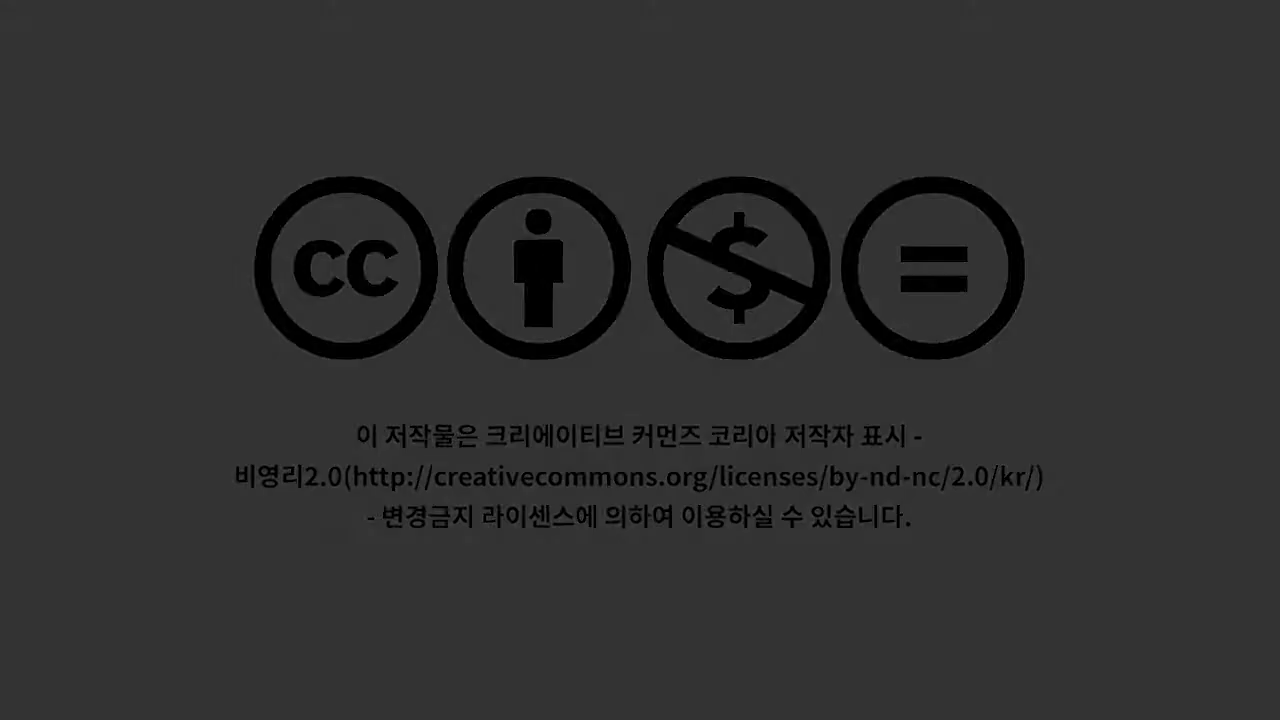 cc
$
=
이 저작물은 크리에이티브 커먼즈 코리아 저작자 표시 -
비영리2.0(http://creativecommons.org/licenses/by-nd-nc/2.0/kr/)
- 변경금지 라이센스에 의하여 이용하실 수 있습니다.